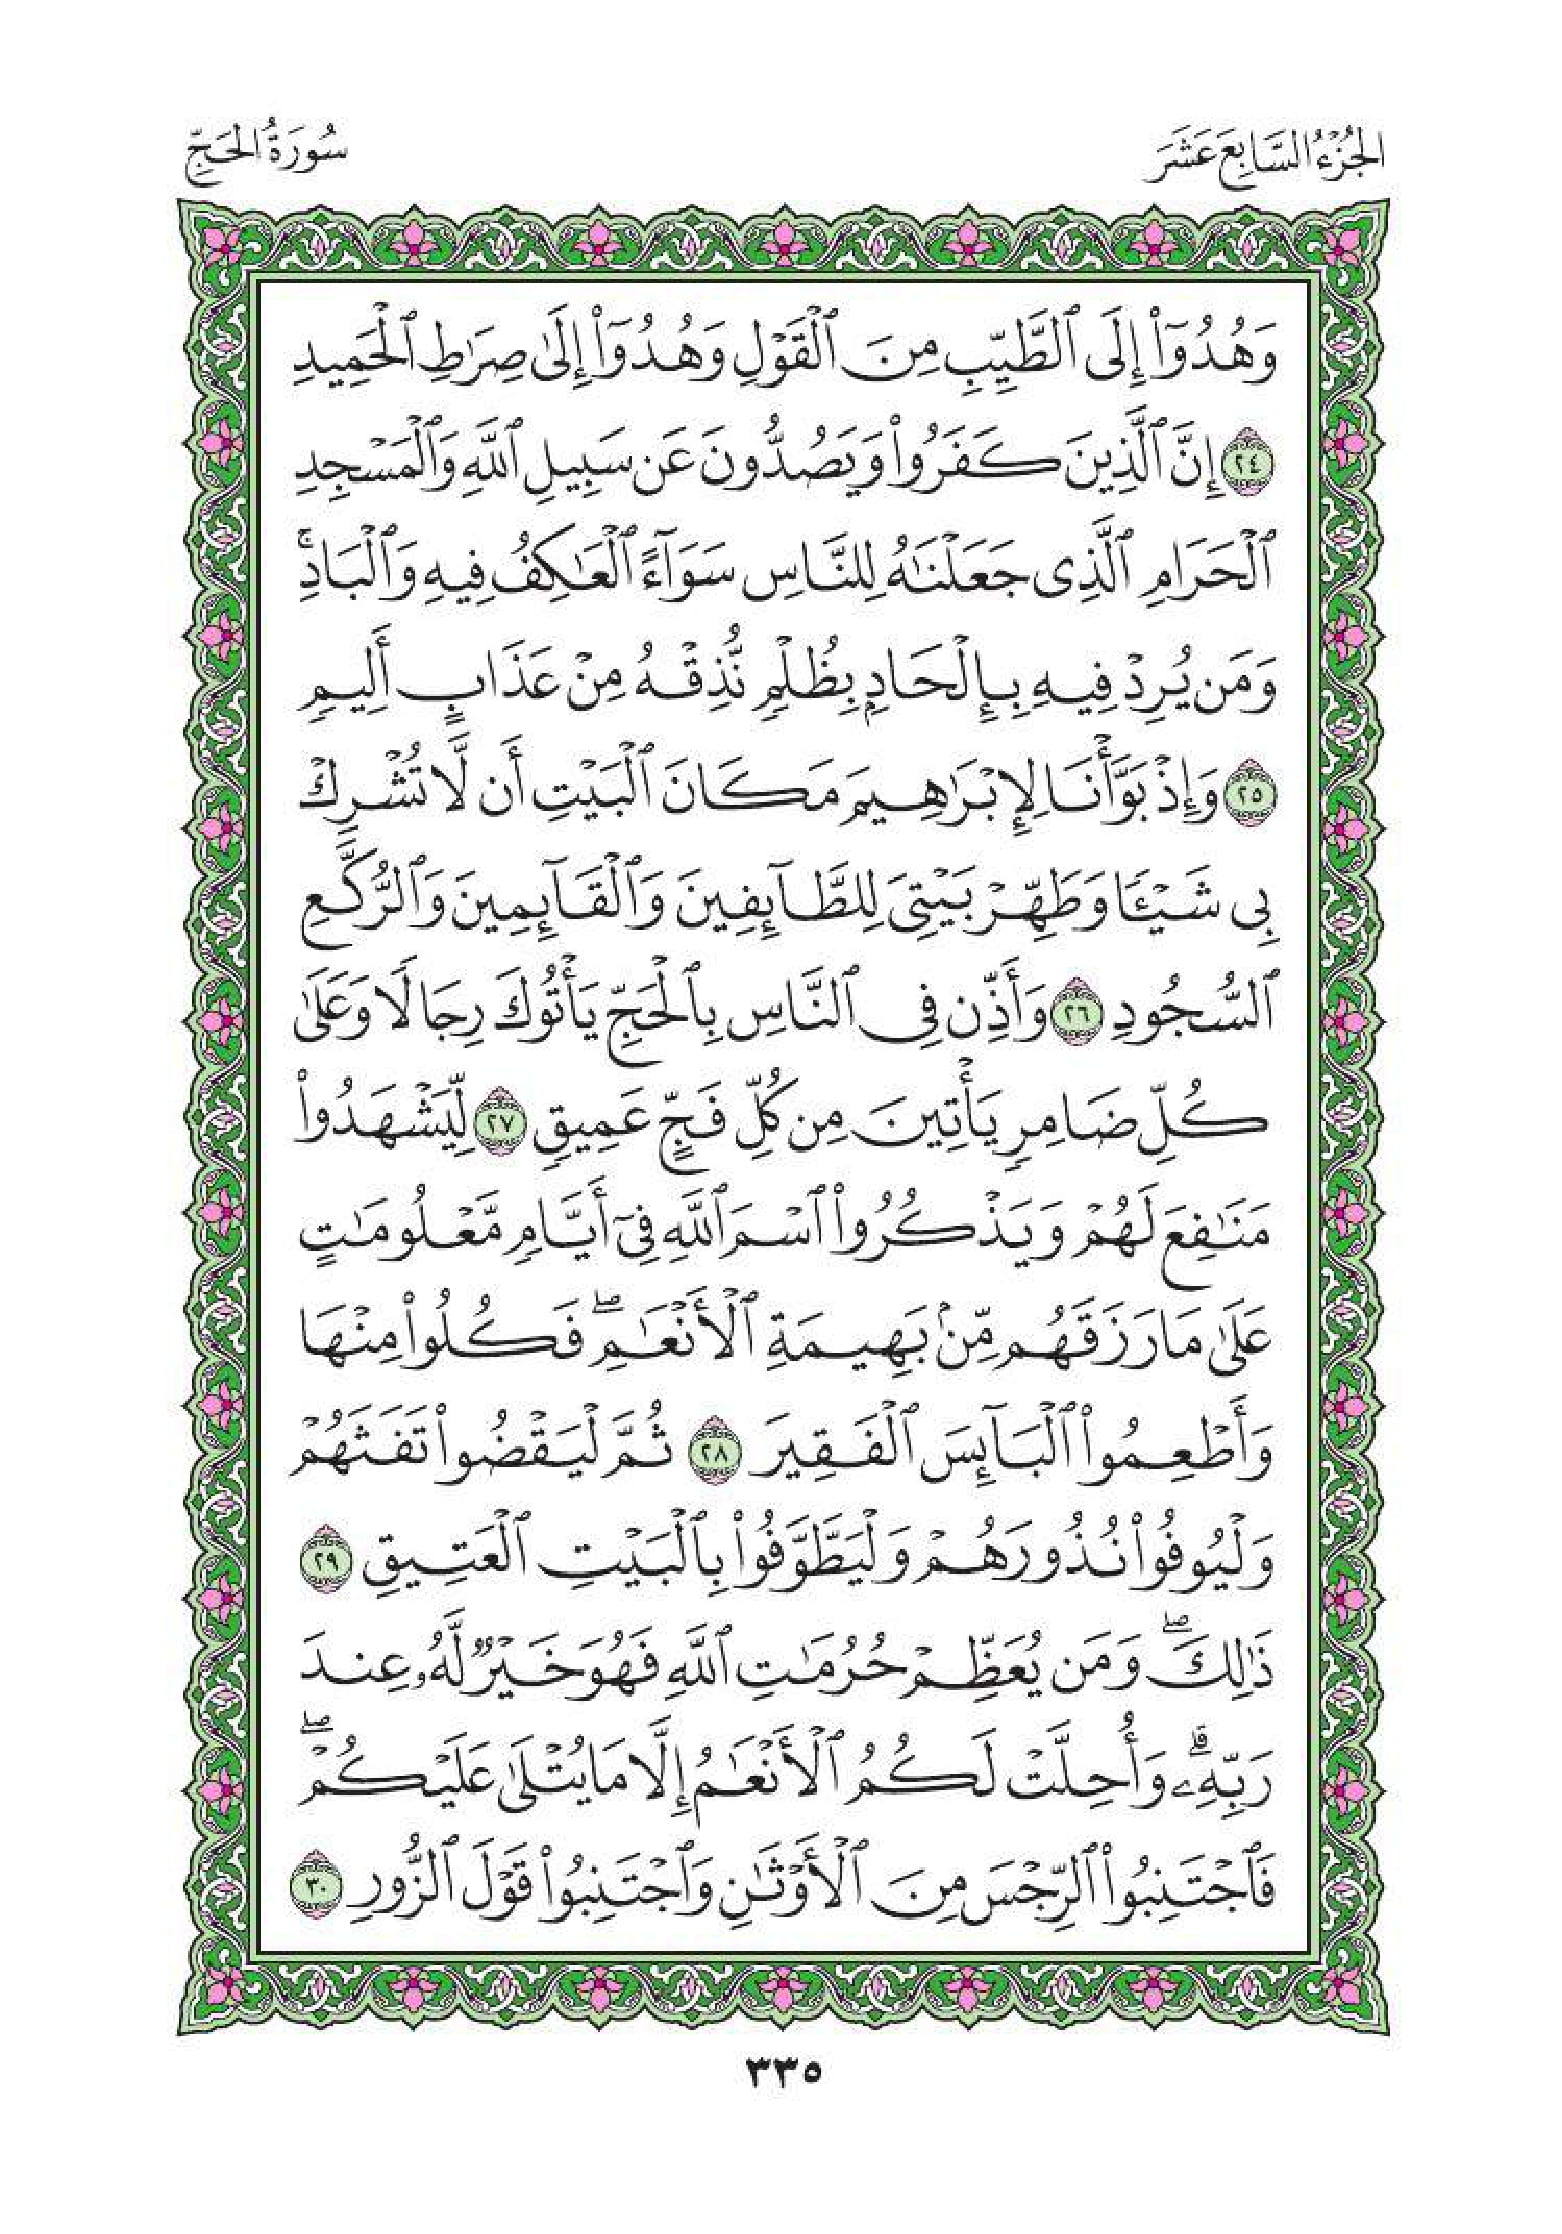 الجُزْءُ السَّابِعَ عَشَرَ
سُورَةُ الحَجِّ
وَهُدُوٓا۟ إِلَى ٱلطَّيِّبِ مِنَ ٱلْقَوْلِ وَهُدُوٓا۟ إِلَىٰ صِرَٰطِ ٱلْحَمِيدِ
٢٤ إِنَّ ٱلَّذِينَ كَفَرُوا۟ وَيَصُدُّونَ عَن سَبِيلِ ٱللَّهِ وَٱلْمَسْجِدِ
ٱلْحَرَامِ ٱلَّذِى جَعَلْنَٰهُ لِلنَّاسِ سَوَآءً ٱلْعَٰكِفُ فِيهِ وَٱلْبَادِ ۚ
وَمَن يُرِدْ فِيهِ بِإِلْحَادٍۭ بِظُلْمٍ نُّذِقْهُ مِنْ عَذَابٍ أَلِيمٍ
٢٥ وَإِذْ بَوَّأْنَا لِإِبْرَٰهِيمَ مَكَانَ ٱلْبَيْتِ أَن لَّا تُشْرِكْ
بِى شَيْـًٔا وَطَهِّرْ بَيْتِىَ لِلطَّآئِفِينَ وَٱلْقَآئِمِينَ وَٱلرُّكَّعِ
ٱلسُّجُودِ ٢٦ وَأَذِّن فِى ٱلنَّاسِ بِٱلْحَجِّ يَأْتُوكَ رِجَالًا وَعَلَىٰ
كُلِّ ضَامِرٍ يَأْتِينَ مِن كُلِّ فَجٍّ عَمِيقٍ ٢٧ لِّيَشْهَدُوا۟
مَنَٰفِعَ لَهُمْ وَيَذْكُرُوا۟ ٱسْمَ ٱللَّهِ فِىٓ أَيَّامٍ مَّعْلُومَٰتٍ
عَلَىٰ مَا رَزَقَهُم مِّنۢ بَهِيمَةِ ٱلْأَنْعَٰمِ ۖ فَكُلُوا۟ مِنْهَا
وَأَطْعِمُوا۟ ٱلْبَآئِسَ ٱلْفَقِيرَ ٢٨ ثُمَّ لْيَقْضُوا۟ تَفَثَهُمْ
وَلْيُوفُوا۟ نُذُورَهُمْ وَلْيَطَّوَّفُوا۟ بِٱلْبَيْتِ ٱلْعَتِيقِ ٢٩
ذَٰلِكَ ۖ وَمَن يُعَظِّمْ حُرُمَٰتِ ٱللَّهِ فَهُوَ خَيْرٌ لَّهُۥ عِندَ
رَبِّهِۦ ۗ وَأُحِلَّتْ لَكُمُ ٱلْأَنْعَٰمُ إِلَّا مَا يُتْلَىٰ عَلَيْكُمْ ۖ
فَٱجْتَنِبُوا۟ ٱلرِّجْسَ مِنَ ٱلْأَوْثَٰنِ وَٱجْتَنِبُوا۟ قَوْلَ ٱلزُّورِ ٣٠
٣٣٥